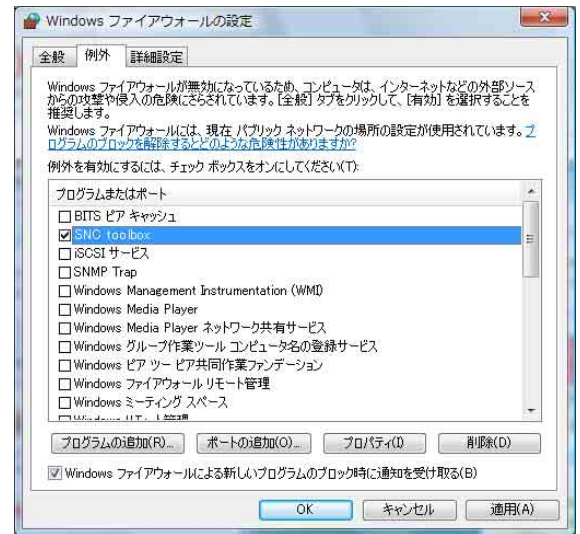 Windows ファイアウォールの設定
全般 例外 詳細設定
Windows ファイアウォールが無効になっているため、コンピュータは、インターネットなどの外部ソース
からの攻撃や侵入の危険にさらされています。[全般] タブをクリックして、[有効] を選択することを
推奨します。
Windows ファイアウォールには、現在 パブリック ネットワークの場所の設定が使用されています。プ
ログラムのブロックを解除するとどのような危険性がありますか?
例外を有効にするには、チェック ボックスをオンにしてください(T):
プログラムまたはポート
BITS ピア キャッシュ
SNC toolbox
iSCSI サービス
SNMP Trap
Windows Management Instrumentation (WMI)
Windows Media Player
Windows Media Player ネットワーク共有サービス
Windows グループ作業ツール コンピュータ名の登録サービス
Windows ピア ツー ピア共同作業ファンデーション
Windows ファイアウォール リモート管理
Windows ミーティング スペース
Windows リモート管理
プログラムの追加(R)... ポートの追加(O)... プロパティ(I) 削除(D)
Windows ファイアウォールによる新しいプログラムのブロック時に通知を受け取る(B)
OK キャンセル 適用(A)